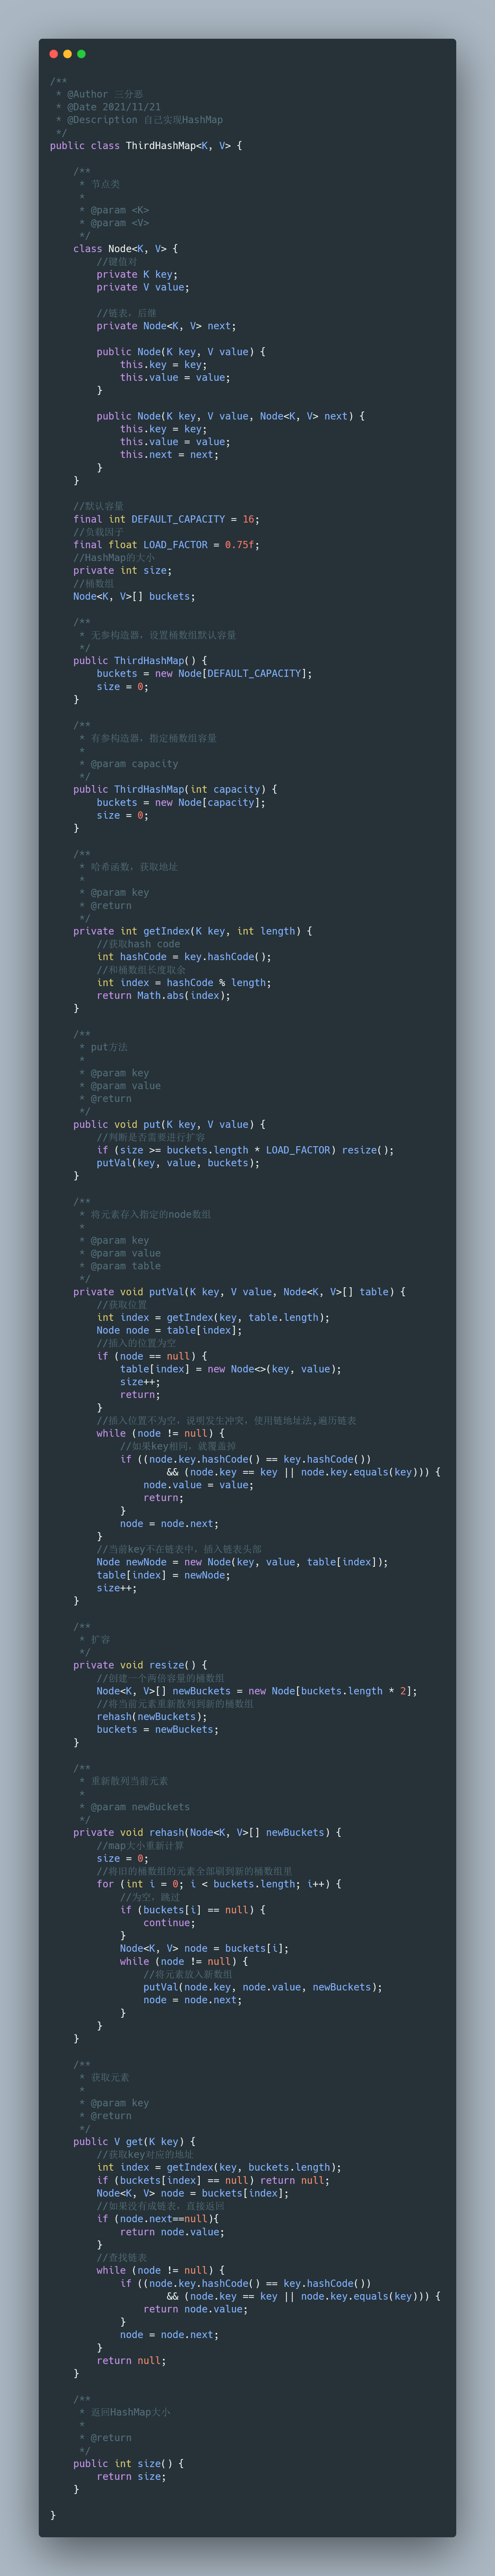 /**
 * @Author 三分恶
 * @Date 2021/11/21
 * @Description 自己实现HashMap
 */
public class ThirdHashMap<K, V> {

    /**
     * 节点类
     *
     * @param <K>
     * @param <V>
     */
    class Node<K, V> {
        //键值对
        private K key;
        private V value;

        //链表，后继
        private Node<K, V> next;

        public Node(K key, V value) {
            this.key = key;
            this.value = value;
        }

        public Node(K key, V value, Node<K, V> next) {
            this.key = key;
            this.value = value;
            this.next = next;
        }
    }

    //默认容量
    final int DEFAULT_CAPACITY = 16;
    //负载因子
    final float LOAD_FACTOR = 0.75f;
    //HashMap的大小
    private int size;
    //桶数组
    Node<K, V>[] buckets;

    /**
     * 无参构造器，设置桶数组默认容量
     */
    public ThirdHashMap() {
        buckets = new Node[DEFAULT_CAPACITY];
        size = 0;
    }

    /**
     * 有参构造器，指定桶数组容量
     *
     * @param capacity
     */
    public ThirdHashMap(int capacity) {
        buckets = new Node[capacity];
        size = 0;
    }

    /**
     * 哈希函数，获取地址
     *
     * @param key
     * @return
     */
    private int getIndex(K key, int length) {
        //获取hash code
        int hashCode = key.hashCode();
        //和桶数组长度取余
        int index = hashCode % length;
        return Math.abs(index);
    }

    /**
     * put方法
     *
     * @param key
     * @param value
     * @return
     */
    public void put(K key, V value) {
        //判断是否需要进行扩容
        if (size >= buckets.length * LOAD_FACTOR) resize();
        putVal(key, value, buckets);
    }

    /**
     * 将元素存入指定的node数组
     *
     * @param key
     * @param value
     * @param table
     */
    private void putVal(K key, V value, Node<K, V>[] table) {
        //获取位置
        int index = getIndex(key, table.length);
        Node node = table[index];
        //插入的位置为空
        if (node == null) {
            table[index] = new Node<>(key, value);
            size++;
            return;
        }
        //插入位置不为空，说明发生冲突，使用链地址法,遍历链表
        while (node != null) {
            //如果key相同，就覆盖掉
            if ((node.key.hashCode() == key.hashCode())
                    && (node.key == key || node.key.equals(key))) {
                node.value = value;
                return;
            }
            node = node.next;
        }
        //当前key不在链表中，插入链表头部
        Node newNode = new Node(key, value, table[index]);
        table[index] = newNode;
        size++;
    }

    /**
     * 扩容
     */
    private void resize() {
        //创建一个两倍容量的桶数组
        Node<K, V>[] newBuckets = new Node[buckets.length * 2];
        //将当前元素重新散列到新的桶数组
        rehash(newBuckets);
        buckets = newBuckets;
    }

    /**
     * 重新散列当前元素
     *
     * @param newBuckets
     */
    private void rehash(Node<K, V>[] newBuckets) {
        //map大小重新计算
        size = 0;
        //将旧的桶数组的元素全部刷到新的桶数组里
        for (int i = 0; i < buckets.length; i++) {
            //为空，跳过
            if (buckets[i] == null) {
                continue;
            }
            Node<K, V> node = buckets[i];
            while (node != null) {
                //将元素放入新数组
                putVal(node.key, node.value, newBuckets);
                node = node.next;
            }
        }
    }

    /**
     * 获取元素
     *
     * @param key
     * @return
     */
    public V get(K key) {
        //获取key对应的地址
        int index = getIndex(key, buckets.length);
        if (buckets[index] == null) return null;
        Node<K, V> node = buckets[index];
        //如果没有成链表，直接返回
        if (node.next==null){
            return node.value;
        }
        //查找链表
        while (node != null) {
            if ((node.key.hashCode() == key.hashCode())
                    && (node.key == key || node.key.equals(key))) {
                return node.value;
            }
            node = node.next;
        }
        return null;
    }

    /**
     * 返回HashMap大小
     *
     * @return
     */
    public int size() {
        return size;
    }

}